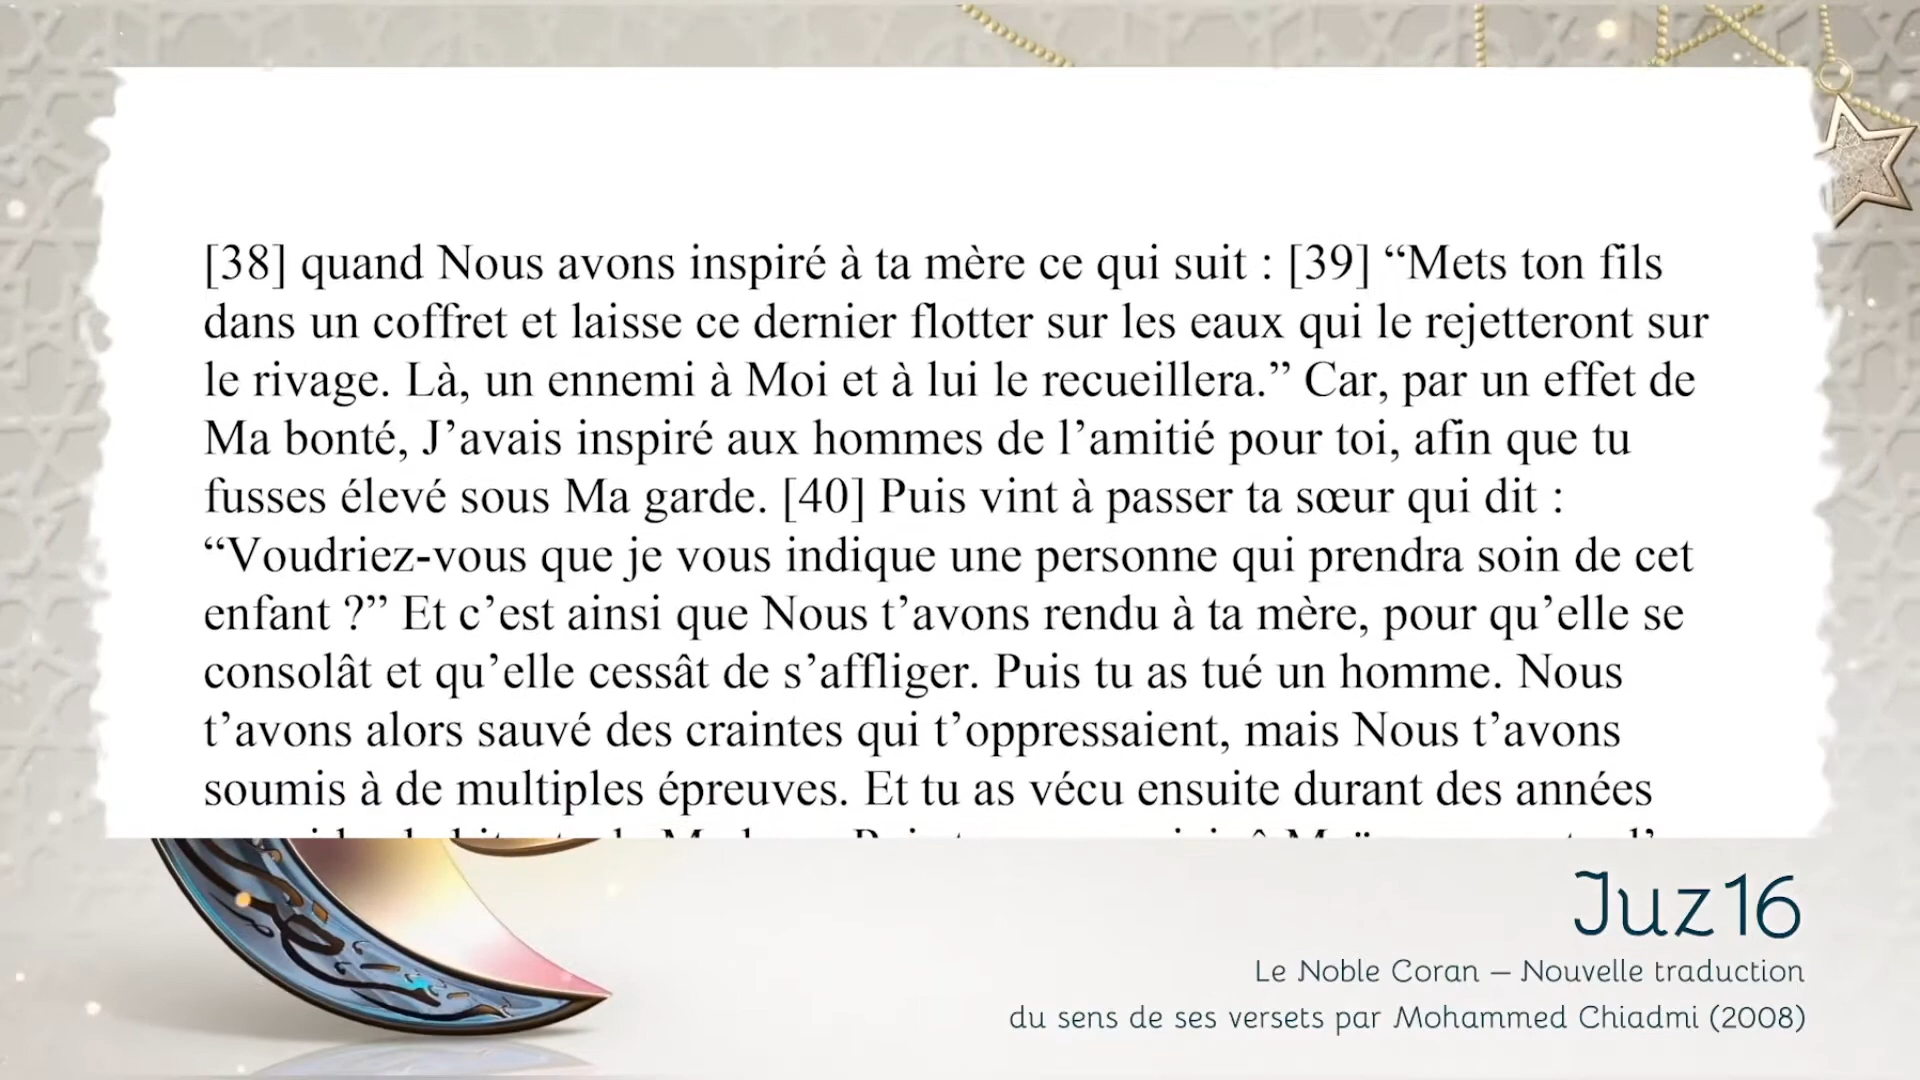 [38] quand Nous avons inspiré à ta mère ce qui suit : [39] “Mets ton fils
dans un coffret et laisse ce dernier flotter sur les eaux qui le rejetteront sur
le rivage. Là, un ennemi à Moi et à lui le recueillera.” Car, par un effet de
Ma bonté, J’avais inspiré aux hommes de l’amitié pour toi, afin que tu
fusses élevé sous Ma garde. [40] Puis vint à passer ta sœur qui dit :
“Voudriez-vous que je vous indique une personne qui prendra soin de cet
enfant ?” Et c’est ainsi que Nous t’avons rendu à ta mère, pour qu’elle se
consolât et qu’elle cessât de s’affliger. Puis tu as tué un homme. Nous
t’avons alors sauvé des craintes qui t’oppressaient, mais Nous t’avons
soumis à de multiples épreuves. Et tu as vécu ensuite durant des années
Juz 16
Le Noble Coran – Nouvelle traduction
du sens de ses versets par Mohammed Chiadmi (2008)